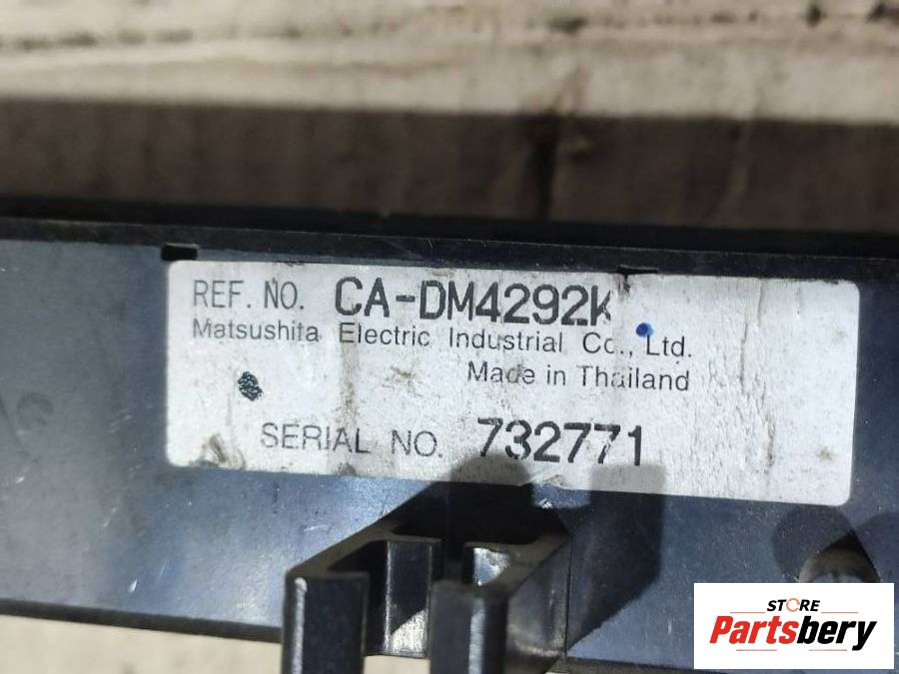 REF. NO. CA-DM4292K
Matsushita Electric Industrial Co., Ltd.
Made in Thailand
SERIAL NO. 732771
STORE
Partsbery